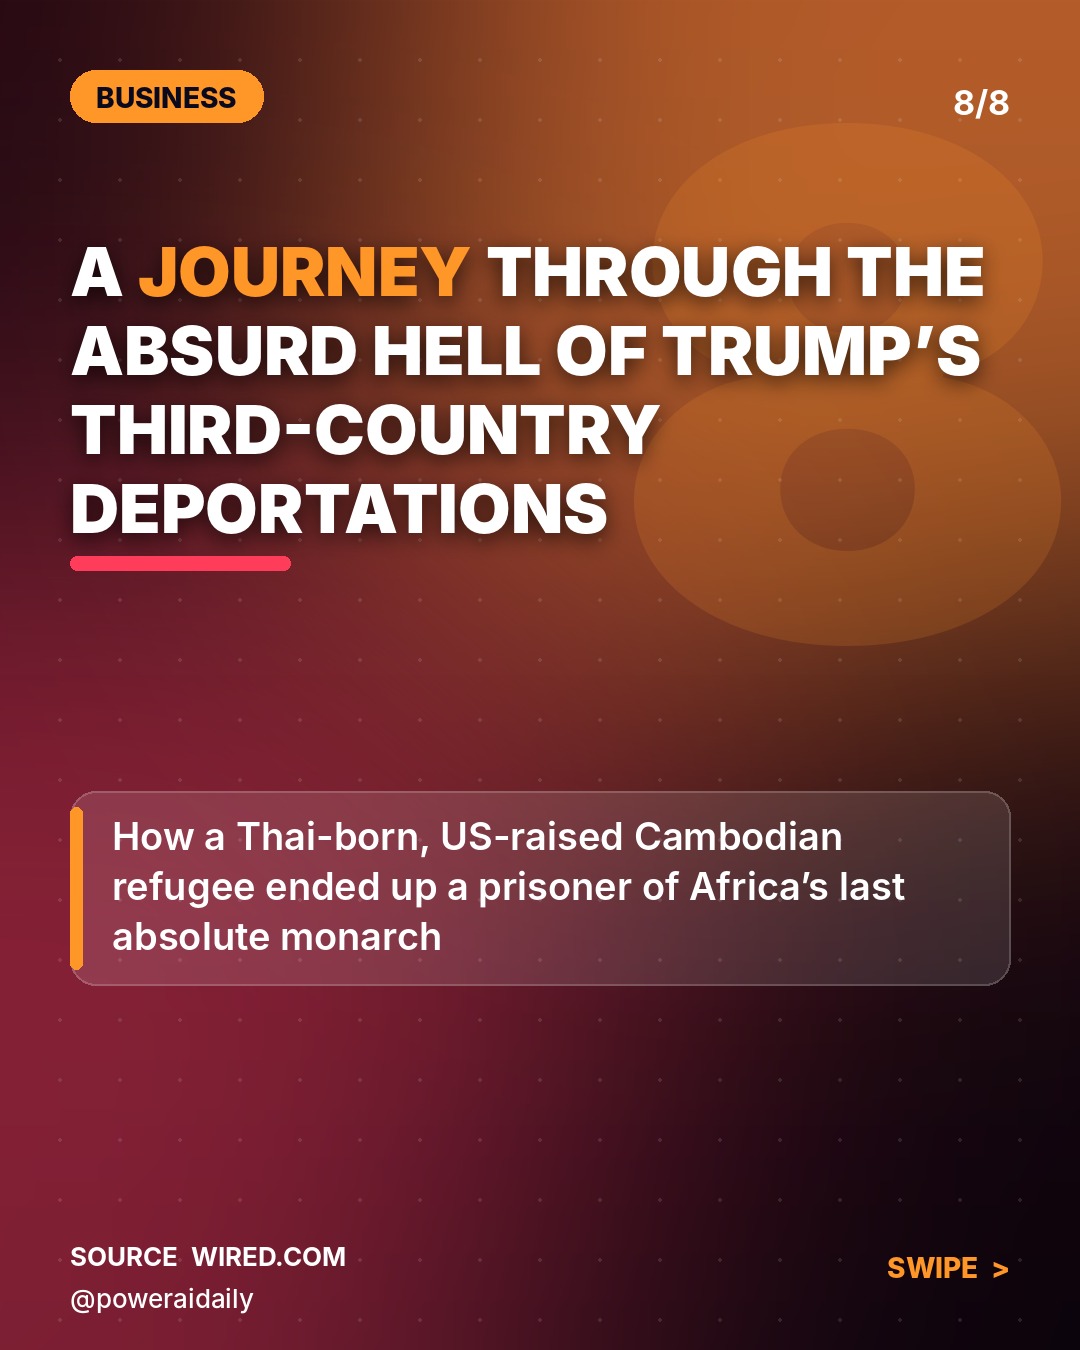 BUSINESS
8/8
8
A JOURNEY THROUGH THE
ABSURD HELL OF TRUMP’S
THIRD-COUNTRY
DEPORTATIONS
How a Thai-born, US-raised Cambodian
refugee ended up a prisoner of Africa’s last
absolute monarch
SOURCE WIRED.COM
@poweraidaily
SWIPE >